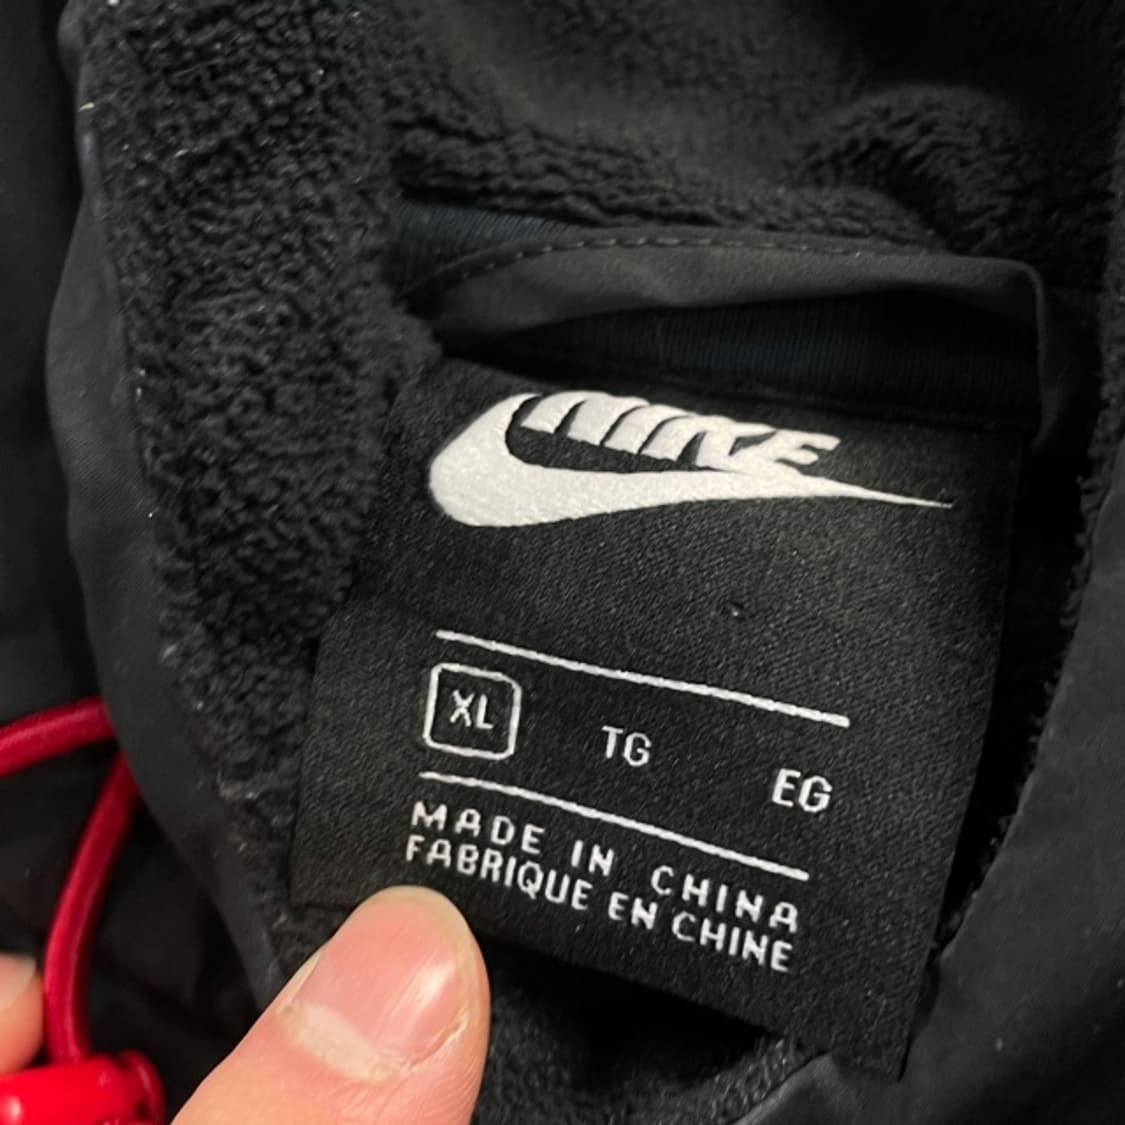 NIKE
XL TG EG
MADE IN CHINA
FABRIQUE EN CHINE